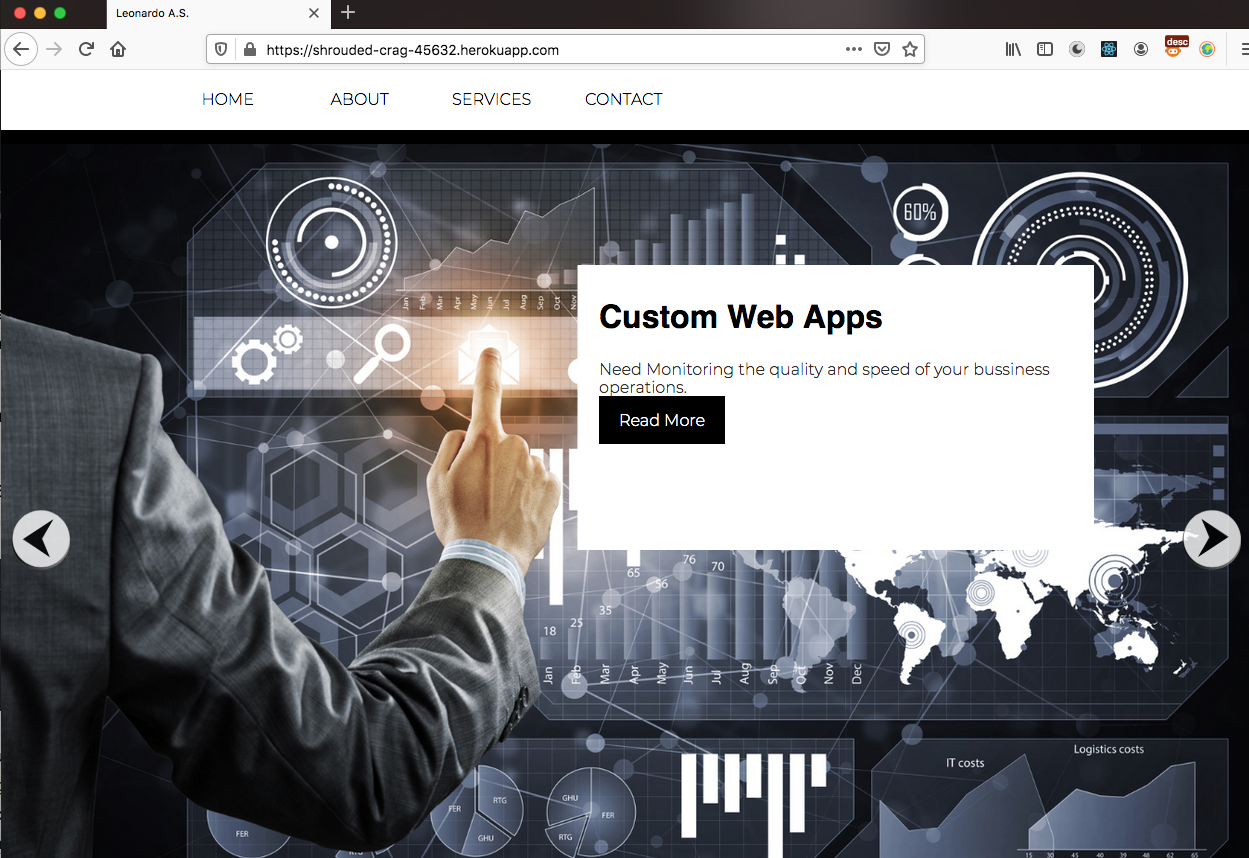 Leonardo A.S.
https://shrouded-crag-45632.herokuapp.com
desc
HOME ABOUT SERVICES CONTACT
60%
Jan Feb Mar Apr May Jun Jul Aug Sep Oct Nov
Custom Web Apps
Need Monitoring the quality and speed of your bussiness
operations.
Read More
18 25 35 65 56 76 70
Jan Feb Mar Apr May Jun Jul Aug Sep Oct Nov Dec
IT costs
Logistics costs
FER
FER RTG GHU
GHU FER RTG
15 30 45 40 39 48 62 65